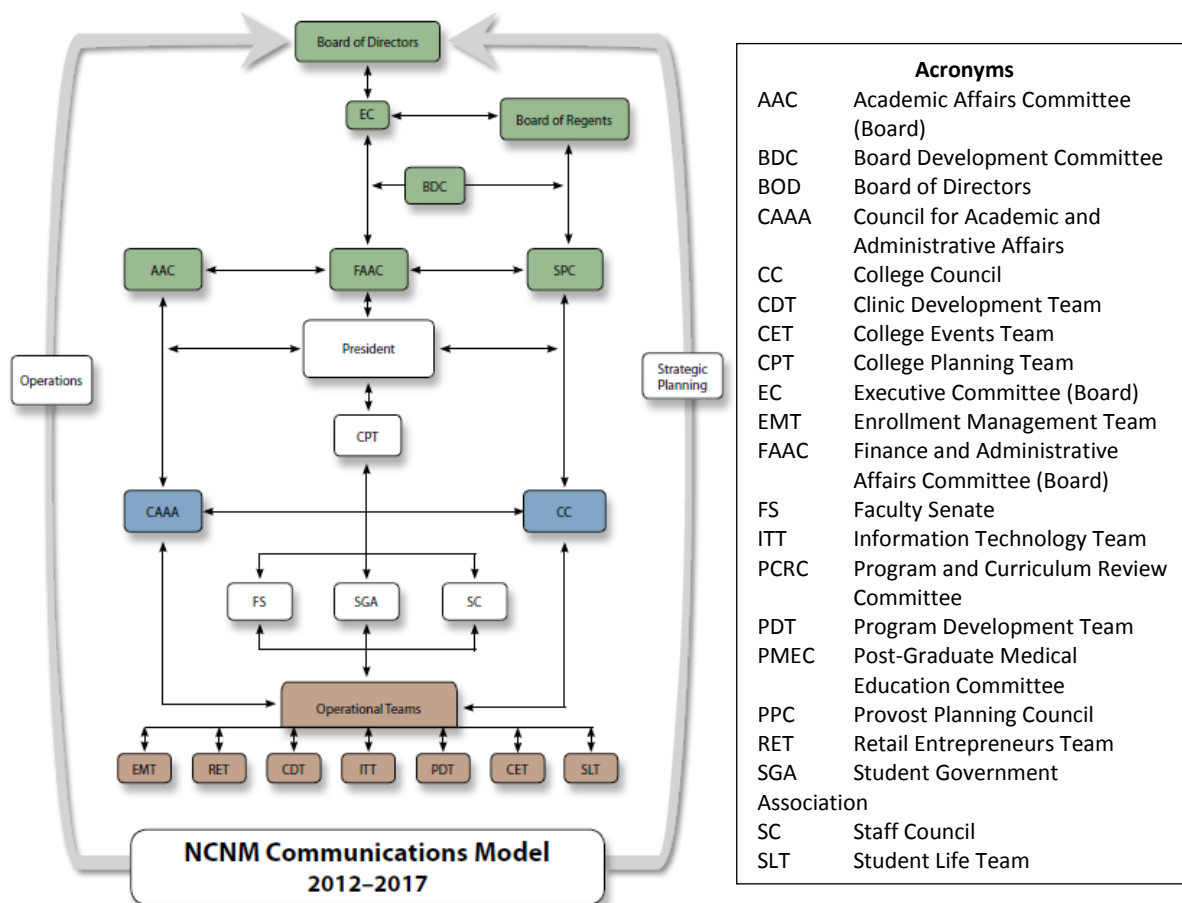 Board of Directors
EC
Board of Regents
BDC
AAC
FAAC
SPC
President
Operations
Strategic
Planning
CPT
CAAA
CC
FS
SGA
SC
Operational Teams
EMT
RET
CDT
ITT
PDT
CET
SLT
NCNM Communications Model
2012–2017
Acronyms
AAC Academic Affairs Committee
(Board)
BDC Board Development Committee
BOD Board of Directors
CAAA Council for Academic and
Administrative Affairs
CC College Council
CDT Clinic Development Team
CET College Events Team
CPT College Planning Team
EC Executive Committee (Board)
EMT Enrollment Management Team
FAAC Finance and Administrative
Affairs Committee (Board)
FS Faculty Senate
ITT Information Technology Team
PCRC Program and Curriculum Review
Committee
PDT Program Development Team
PMEC Post-Graduate Medical
Education Committee
PPC Provost Planning Council
RET Retail Entrepreneurs Team
SGA Student Government
Association
SC Staff Council
SLT Student Life Team